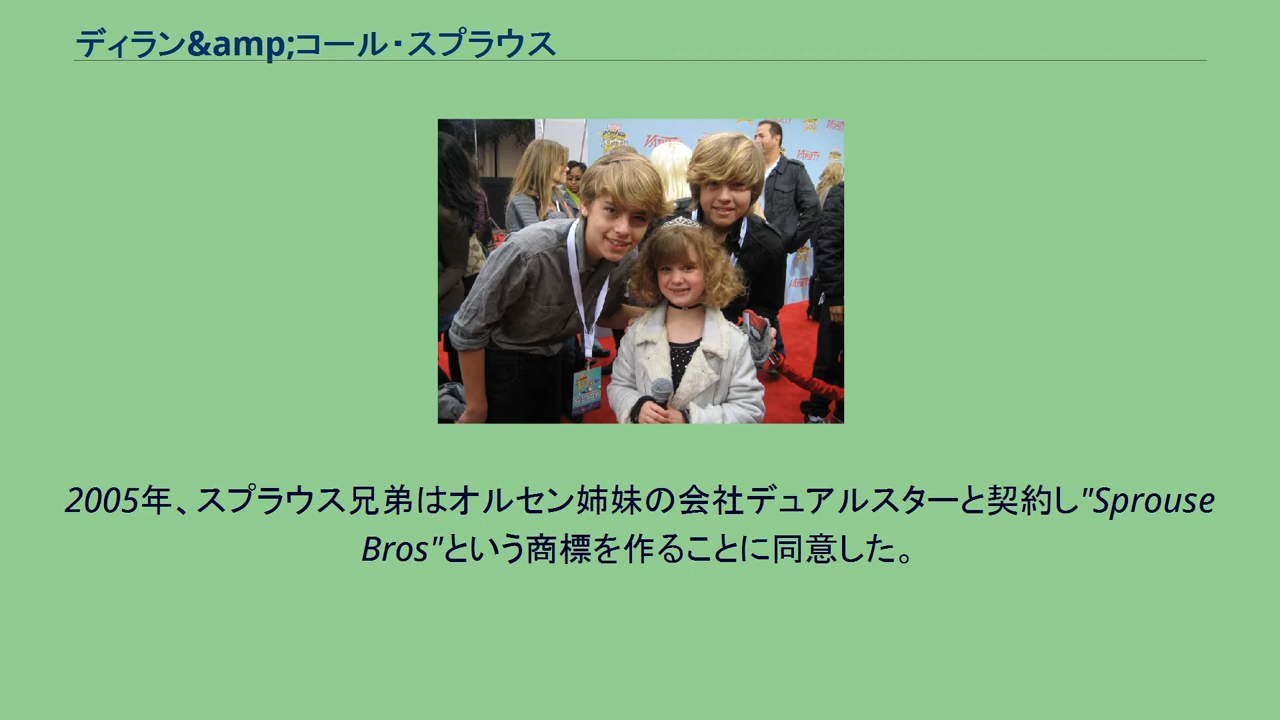 ディラン&amp;コール・スプラウス
VARIETY
VARIETY
2005年、スプラウス兄弟はオルセン姉妹の会社デュアルスターと契約し"Sprouse
Bros"という商標を作ることに同意した。